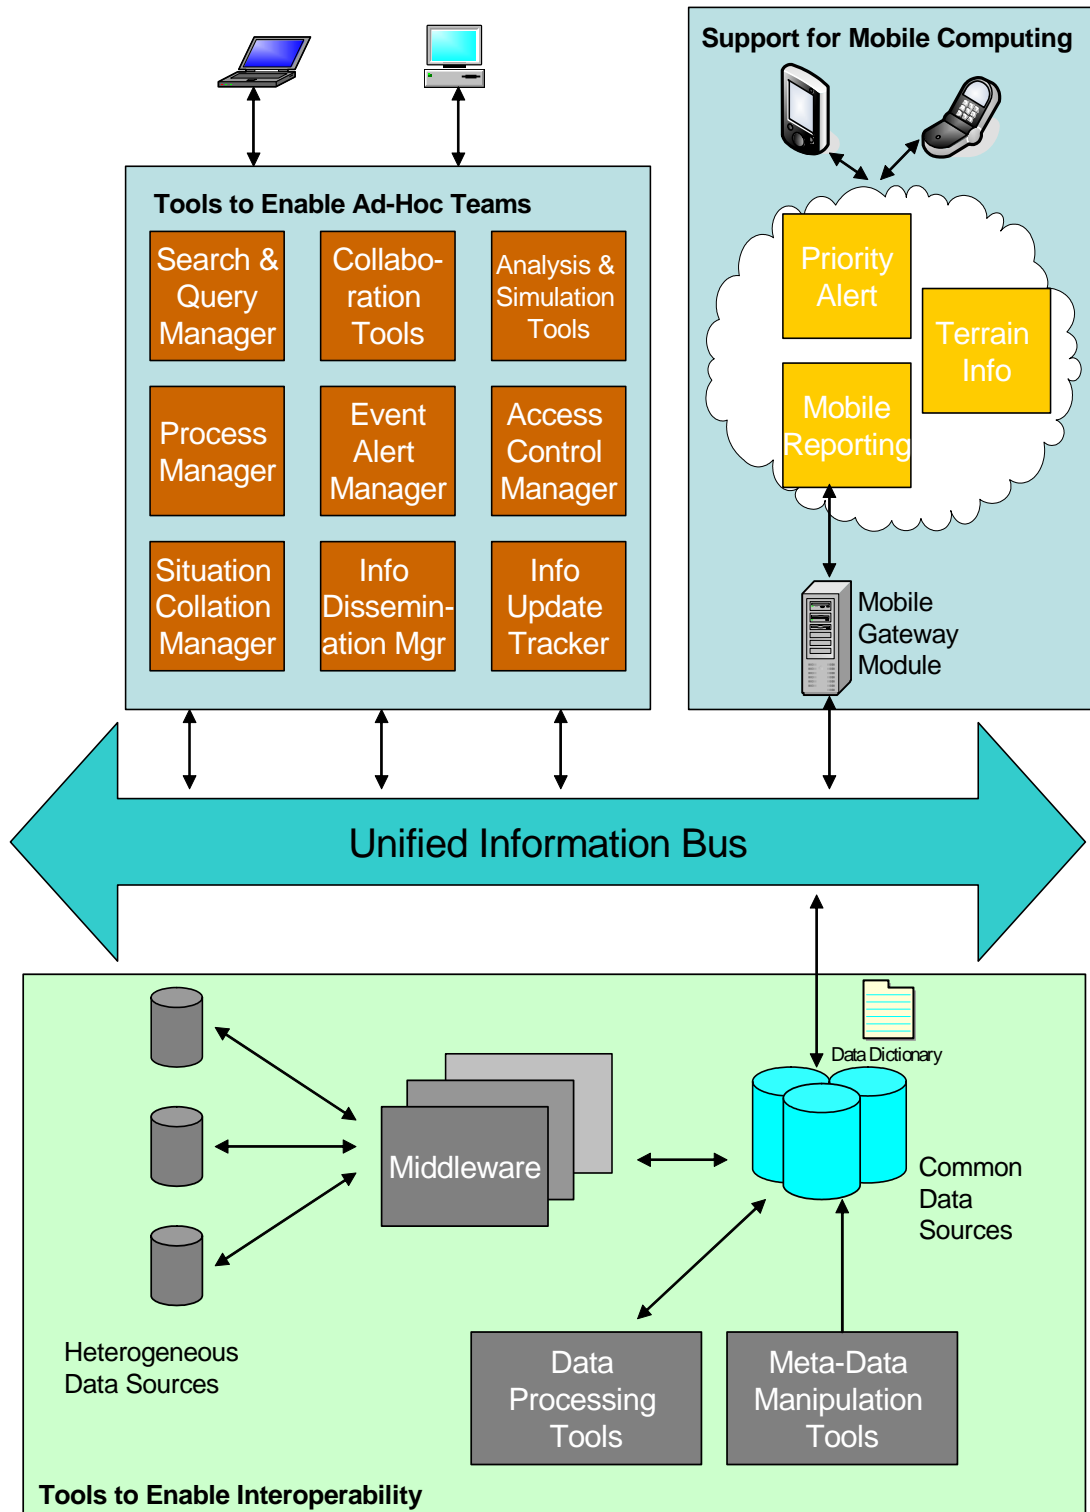 Support for Mobile Computing
Tools to Enable Ad-Hoc Teams
Search &
Query
Manager
Collabo-
ration
Tools
Analysis &
Simulation
Tools
Process
Manager
Event
Alert
Manager
Access
Control
Manager
Situation
Collation
Manager
Info
Dissemin-
ation Mgr
Info
Update
Tracker
Priority
Alert
Terrain
Info
Mobile
Reporting
Mobile
Gateway
Module
Unified Information Bus
Data Dictionary
Middleware
Common
Data
Sources
Heterogeneous
Data Sources
Data
Processing
Tools
Meta-Data
Manipulation
Tools
Tools to Enable Interoperability